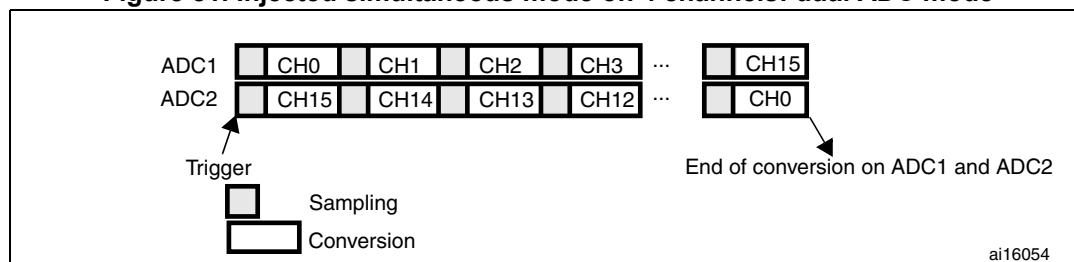 Figure 61. Injected simultaneous mode on 4 channels: dual ADC mode
ADC1 CH0 CH1 CH2 CH3 ... CH15
ADC2 CH15 CH14 CH13 CH12 ... CH0
Trigger
End of conversion on ADC1 and ADC2
Sampling
Conversion
ai16054